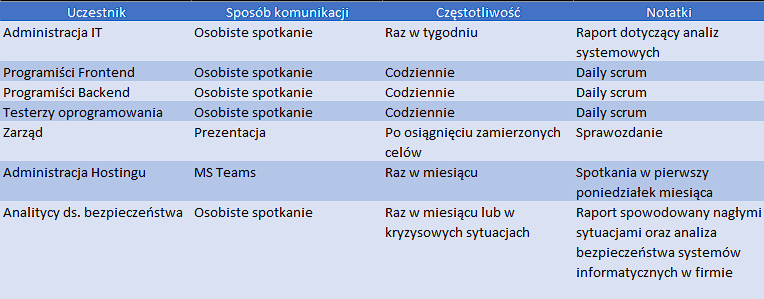 Uczestnik Sposób komunikacji Częstotliwość Notatki
Administracja IT Osobiste spotkanie Raz w tygodniu Raport dotyczący analiz
systemowych
Programiści Frontend Osobiste spotkanie Codziennie Daily scrum
Programiści Backend Osobiste spotkanie Codziennie Daily scrum
Testerzy oprogramowania Osobiste spotkanie Codziennie Daily scrum
Zarząd Prezentacja Po osiągnięciu zamierzonych Sprawozdanie
celów
Administracja Hostingu MS Teams Raz w miesiącu Spotkania w pierwszy
poniedziałek miesiąca
Analitycy ds. bezpieczeństwa Osobiste spotkanie Raz w miesiącu lub w Raport spowodowany nagłymi
kryzysowych sytuacjach sytuacjami oraz analiza
bezpieczeństwa systemów
informatycznych w firmie